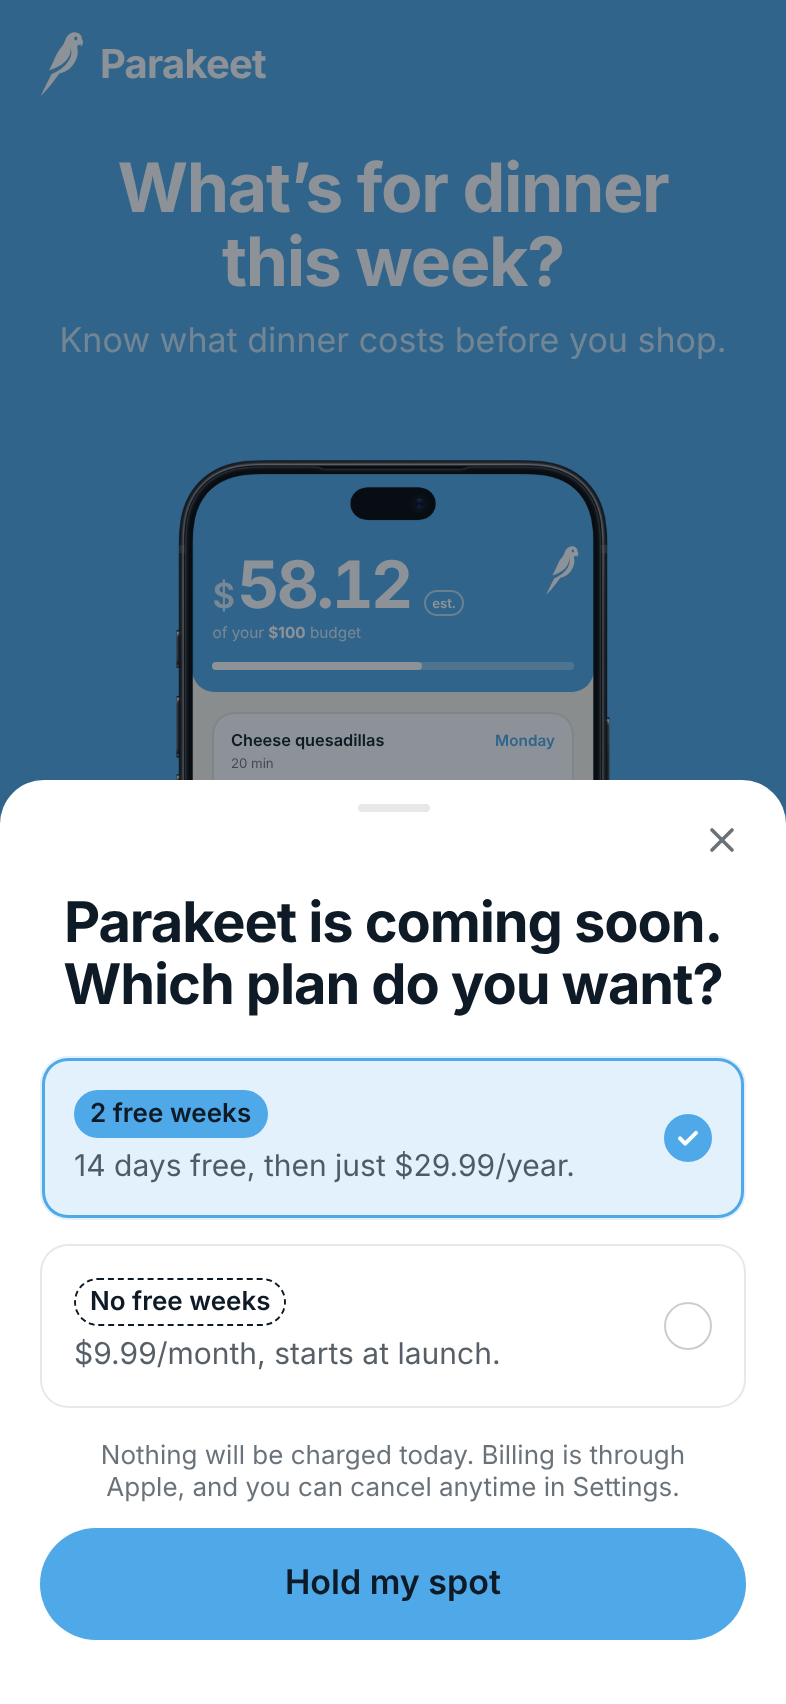 Parakeet
What’s for dinner
this week?
Know what dinner costs before you shop.
$58.12 est.
of your $100 budget
Cheese quesadillas Monday
20 min
Parakeet is coming soon.
Which plan do you want?
2 free weeks
14 days free, then just $29.99/year.
No free weeks
$9.99/month, starts at launch.
Nothing will be charged today. Billing is through
Apple, and you can cancel anytime in Settings.
Hold my spot